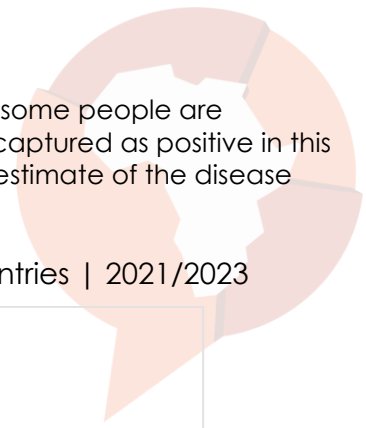 some people are
captured as positive in this
estimate of the disease
ntries | 2021/2023